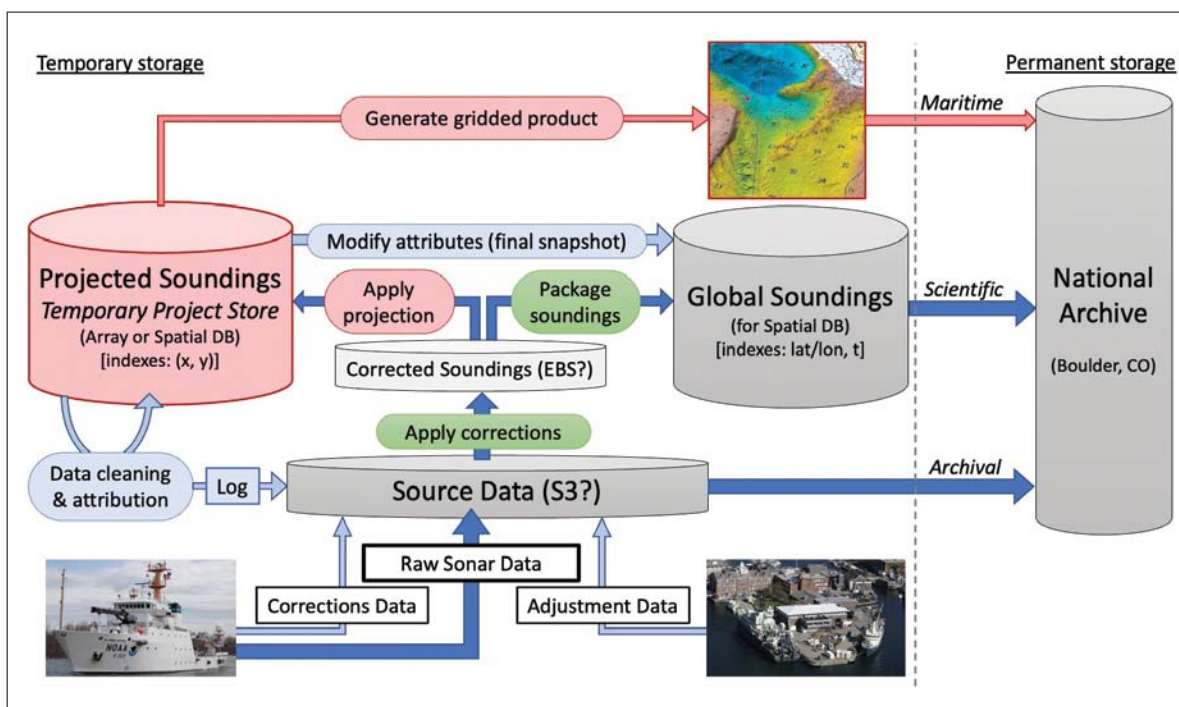 Temporary storage
Permanent storage
Generate gridded product
Maritime
Projected Soundings
Temporary Project Store
(Array or Spatial DB)
[indexes: (x, y)]
Modify attributes (final snapshot)
Apply
projection
Package
soundings
Global Soundings
(for Spatial DB)
[indexes: lat/lon, t]
Scientific
National
Archive
(Boulder, CO)
Corrected Soundings (EBS?)
Apply corrections
Data cleaning
& attribution
Log
Source Data (S3?)
Archival
Raw Sonar Data
Corrections Data
Adjustment Data
NOAA